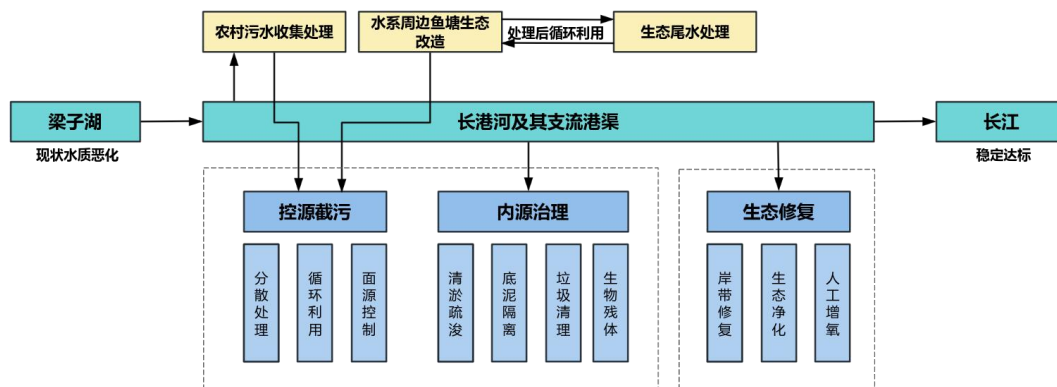 农村污水收集处理
水系周边鱼塘生态
改造
处理后循环利用
生态尾水处理
梁子湖
长港河及其支流港渠
长江
现状水质恶化
稳定达标
控源截污
内源治理
生态修复
分散处理
循环利用
面源控制
清淤疏浚
底泥隔离
垃圾清理
生物残体
岸带修复
生态净化
人工增氧